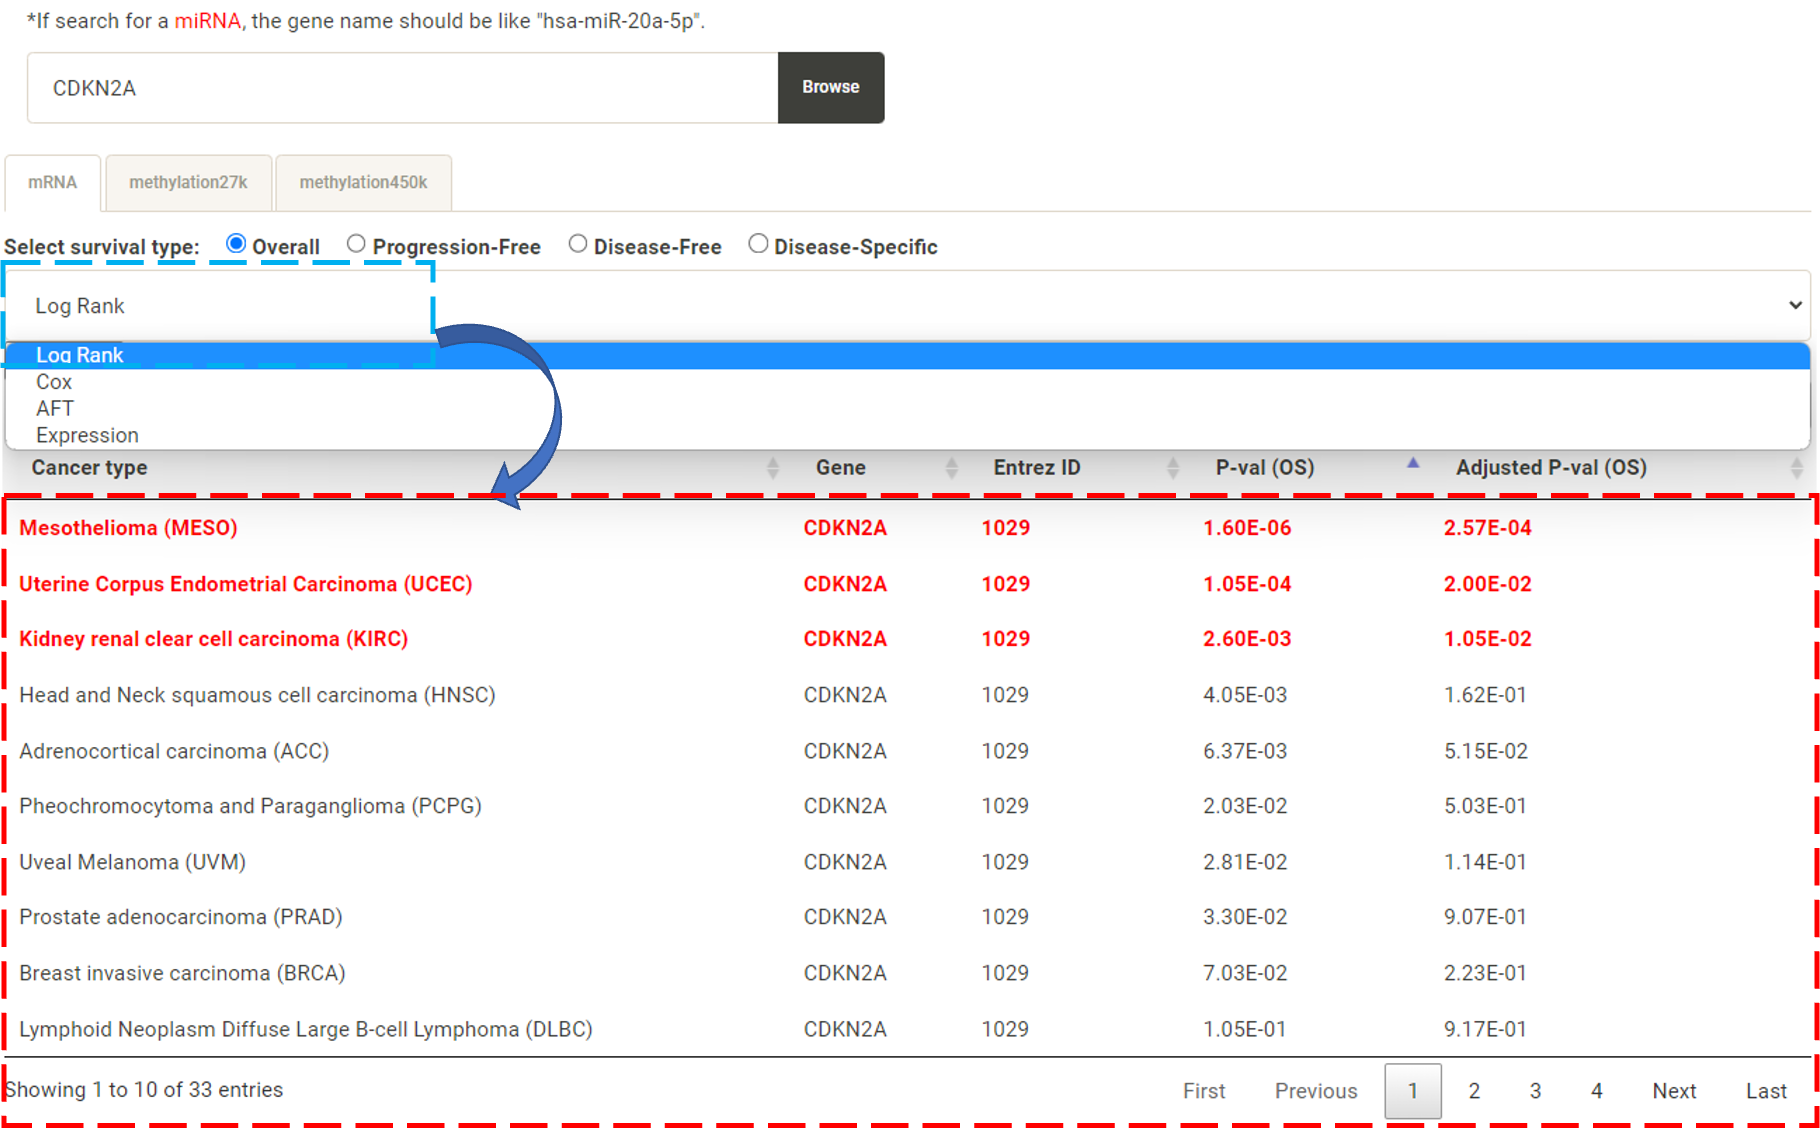 *If search for a miRNA, the gene name should be like "hsa-miR-20a-5p".
CDKN2A Browse
mRNA methylation27k methylation450k
Select survival type: Overall Progression-Free Disease-Free Disease-Specific
Log Rank
Log Rank
Cox
AFT
Expression
Cancer type Gene Entrez ID P-val (OS) Adjusted P-val (OS)
Mesothelioma (MESO) CDKN2A 1029 1.60E-06 2.57E-04
Uterine Corpus Endometrial Carcinoma (UCEC) CDKN2A 1029 1.05E-04 2.00E-02
Kidney renal clear cell carcinoma (KIRC) CDKN2A 1029 2.60E-03 1.05E-02
Head and Neck squamous cell carcinoma (HNSC) CDKN2A 1029 4.05E-03 1.62E-01
Adrenocortical carcinoma (ACC) CDKN2A 1029 6.37E-03 5.15E-02
Pheochromocytoma and Paraganglioma (PCPG) CDKN2A 1029 2.03E-02 5.03E-01
Uveal Melanoma (UVM) CDKN2A 1029 2.81E-02 1.14E-01
Prostate adenocarcinoma (PRAD) CDKN2A 1029 3.30E-02 9.07E-01
Breast invasive carcinoma (BRCA) CDKN2A 1029 7.03E-02 2.23E-01
Lymphoid Neoplasm Diffuse Large B-cell Lymphoma (DLBC) CDKN2A 1029 1.05E-01 9.17E-01
Showing 1 to 10 of 33 entries First Previous 1 2 3 4 Next Last